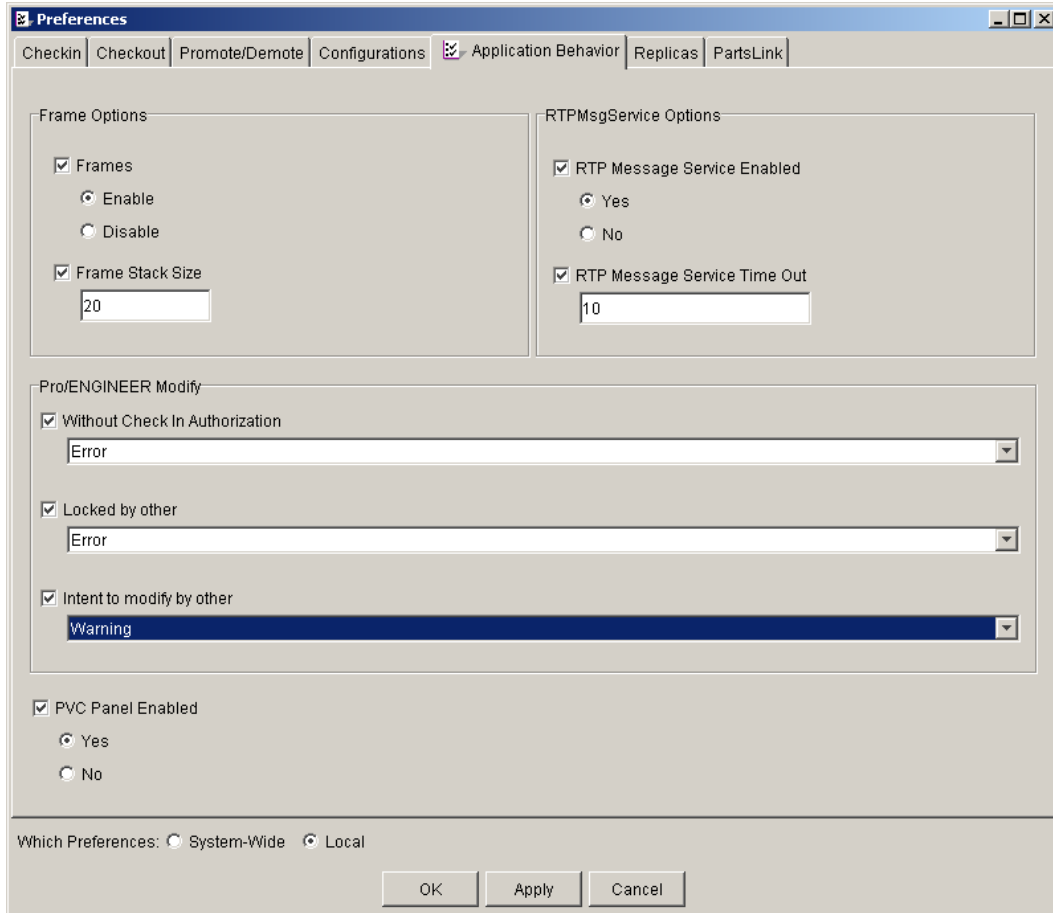 Preferences
Checkin Checkout Promote/Demote Configurations Application Behavior Replicas PartsLink
Frame Options
Frames
Enable
Disable
Frame Stack Size
20
RTPMsgService Options
RTP Message Service Enabled
Yes
No
RTP Message Service Time Out
10
Pro/ENGINEER Modify
Without Check In Authorization
Error
Locked by other
Error
Intent to modify by other
Warning
PVC Panel Enabled
Yes
No
Which Preferences: System-Wide Local
OK Apply Cancel